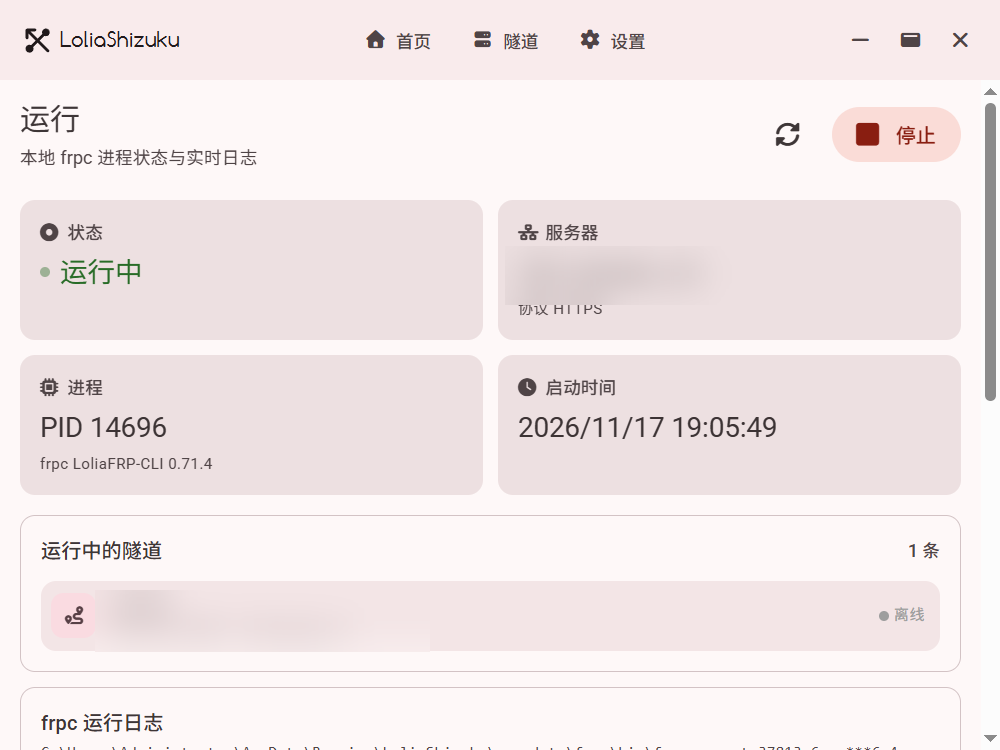 LoliaShizuku
首页
隧道
设置
运行
本地 frpc 进程状态与实时日志
停止
状态
运行中
服务器
协议 HTTPS
进程
PID 14696
frpc LoliaFRP-CLI 0.71.4
启动时间
2026/11/17 19:05:49
运行中的隧道
1 条
离线
frpc 运行日志